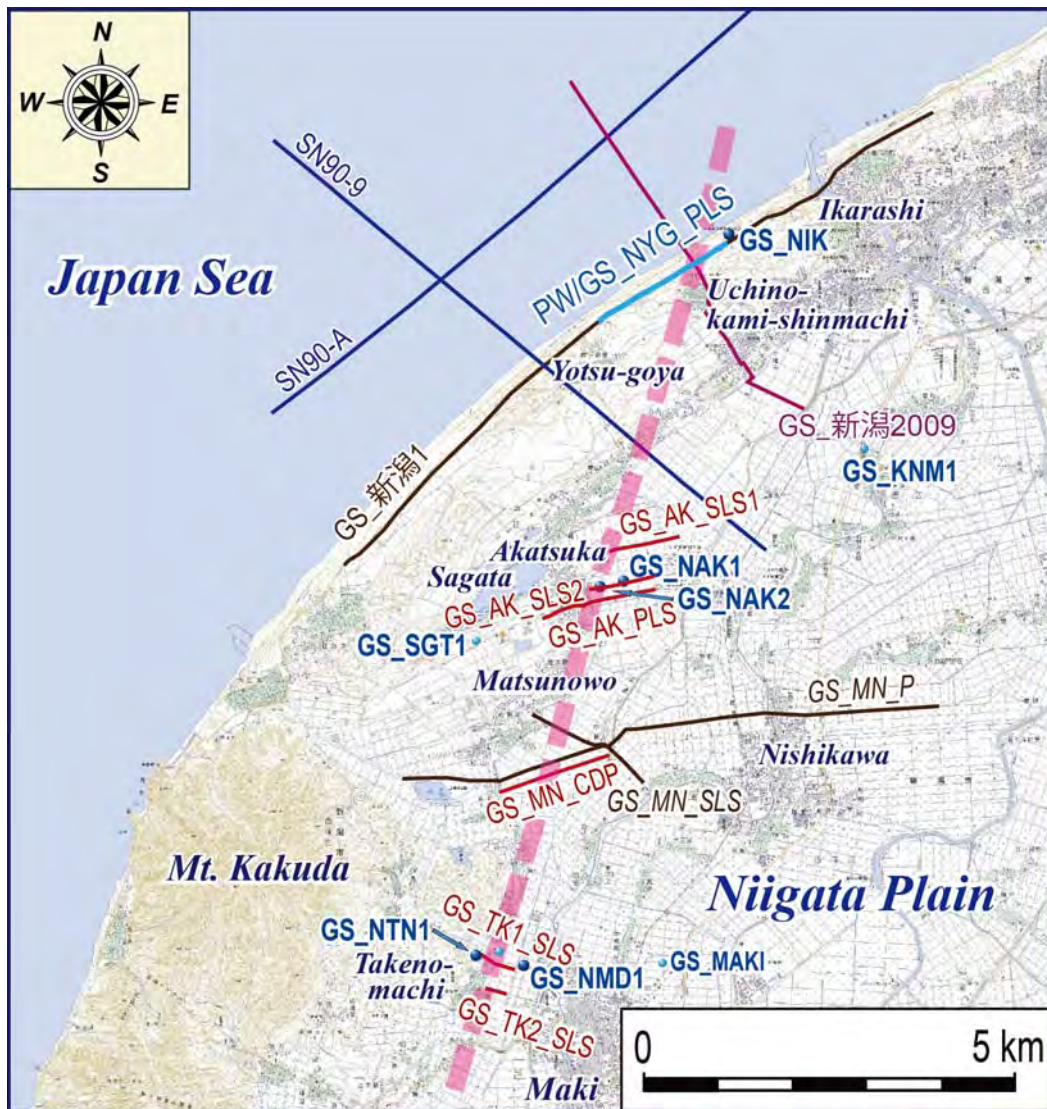 N
W
E
S
SN90-9
Japan Sea
SN90-A
PW/GS_NYG_PLS
Ikarashi
GS_NIK
Uchino-
kami-shinmachi
Yotsu-goya
GS_新潟1
GS_新潟2009
GS_KNM1
GS_AK_SLS1
Akatsuka
Sagata
GS_NAK1
GS_AK_SLS2
GS_NAK2
GS_AK_PLS
GS_SGT1
Matsunowo
GS_MN_P
Nishikawa
GS_MN_CDP
GS_MN_SLS
Mt. Kakuda
Niigata Plain
GS_TK1_SLS
GS_NTN1
Takeno-
machi
GS_NMD1
GS_MAKI
GS_TK2_SLS
Maki
0
5 km